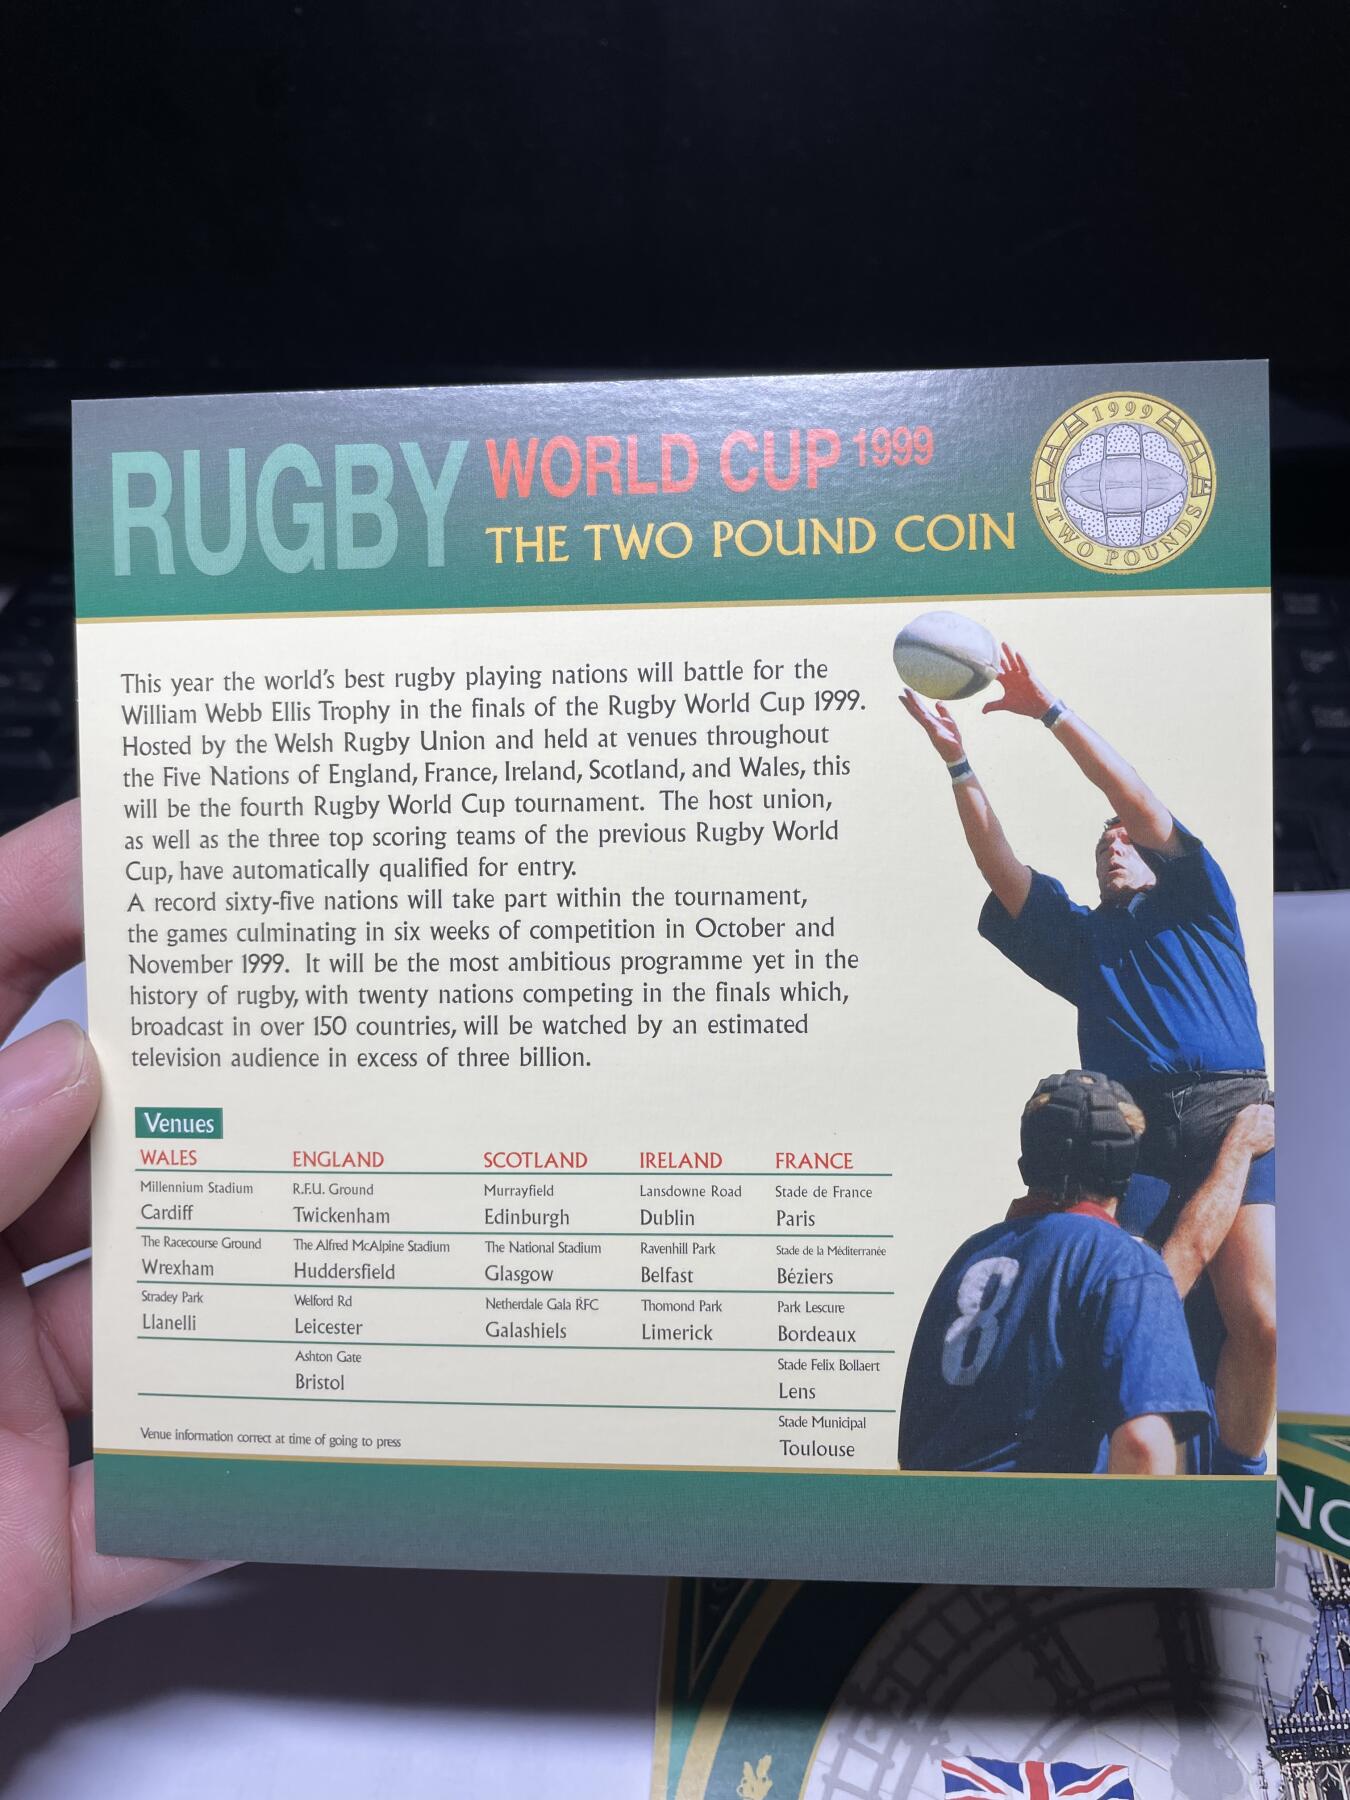 RUGBY WORLD CUP 1999
THE TWO POUND COIN
1999
TWO POUNDS
This year the world's best rugby playing nations will battle for the
William Webb Ellis Trophy in the finals of the Rugby World Cup 1999.
Hosted by the Welsh Rugby Union and held at venues throughout
the Five Nations of England, France, Ireland, Scotland, and Wales, this
will be the fourth Rugby World Cup tournament. The host union,
as well as the three top scoring teams of the previous Rugby World
Cup, have automatically qualified for entry.
A record sixty-five nations will take part within the tournament,
the games culminating in six weeks of competition in October and
November 1999. It will be the most ambitious programme yet in the
history of rugby, with twenty nations competing in the finals which,
broadcast in over 150 countries, will be watched by an estimated
television audience in excess of three billion.
Venues
WALES ENGLAND SCOTLAND IRELAND FRANCE
Millennium Stadium R.F.U. Ground Murrayfield Lansdowne Road Stade de France
Cardiff Twickenham Edinburgh Dublin Paris
The Racecourse Ground The Alfred McAlpine Stadium The National Stadium Ravenhill Park Stade de la Méditerranée
Wrexham Huddersfield Glasgow Belfast Béziers
Stradey Park Welford Rd Netherdale Gala RFC Thomond Park Park Lescure
Llanelli Leicester Galashiels Limerick Bordeaux
Ashton Gate Stade Felix Bollaert
Bristol Lens
Stade Municipal
Toulouse
Venue information correct at time of going to press
8